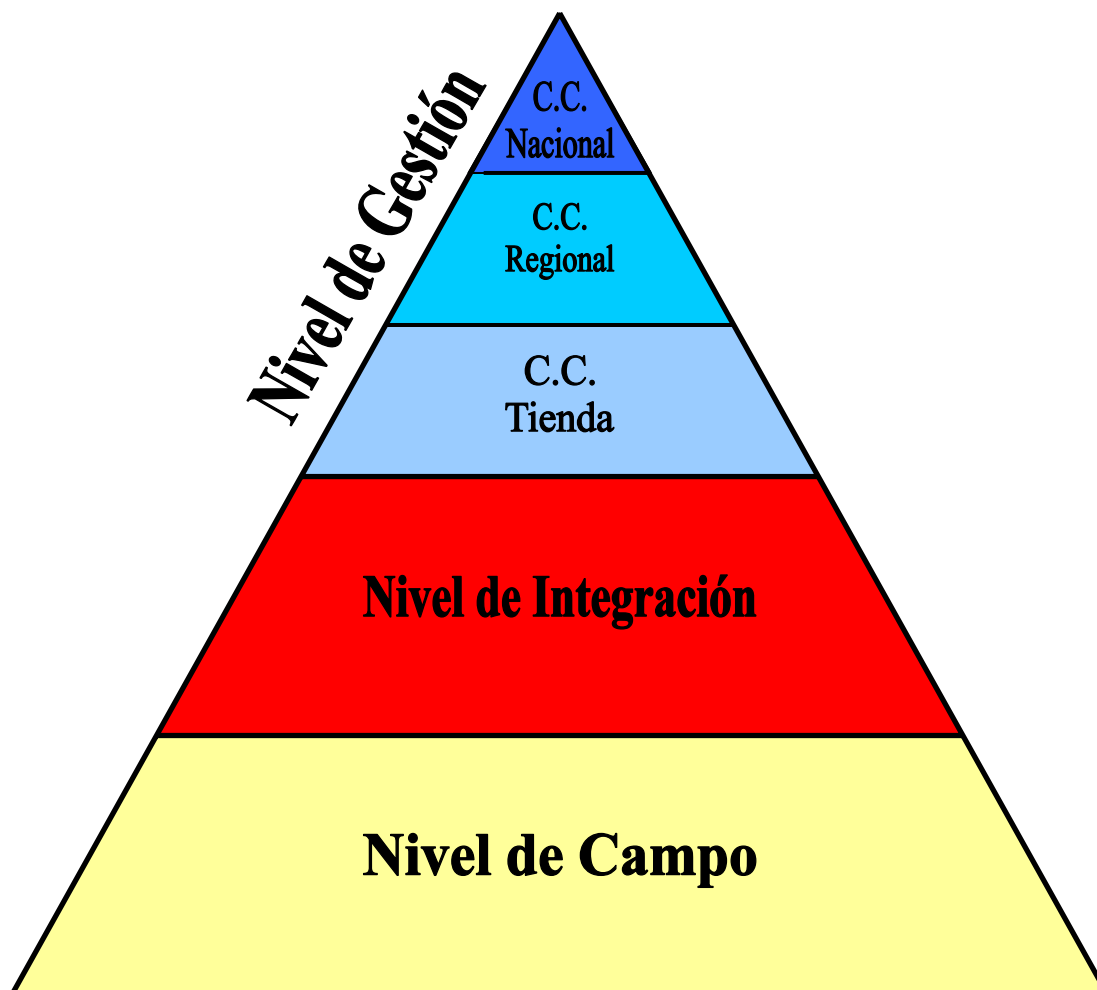 Nivel de Gestión
C.C.
Nacional
C.C.
Regional
C.C.
Tienda
Nivel de Integración
Nivel de Campo